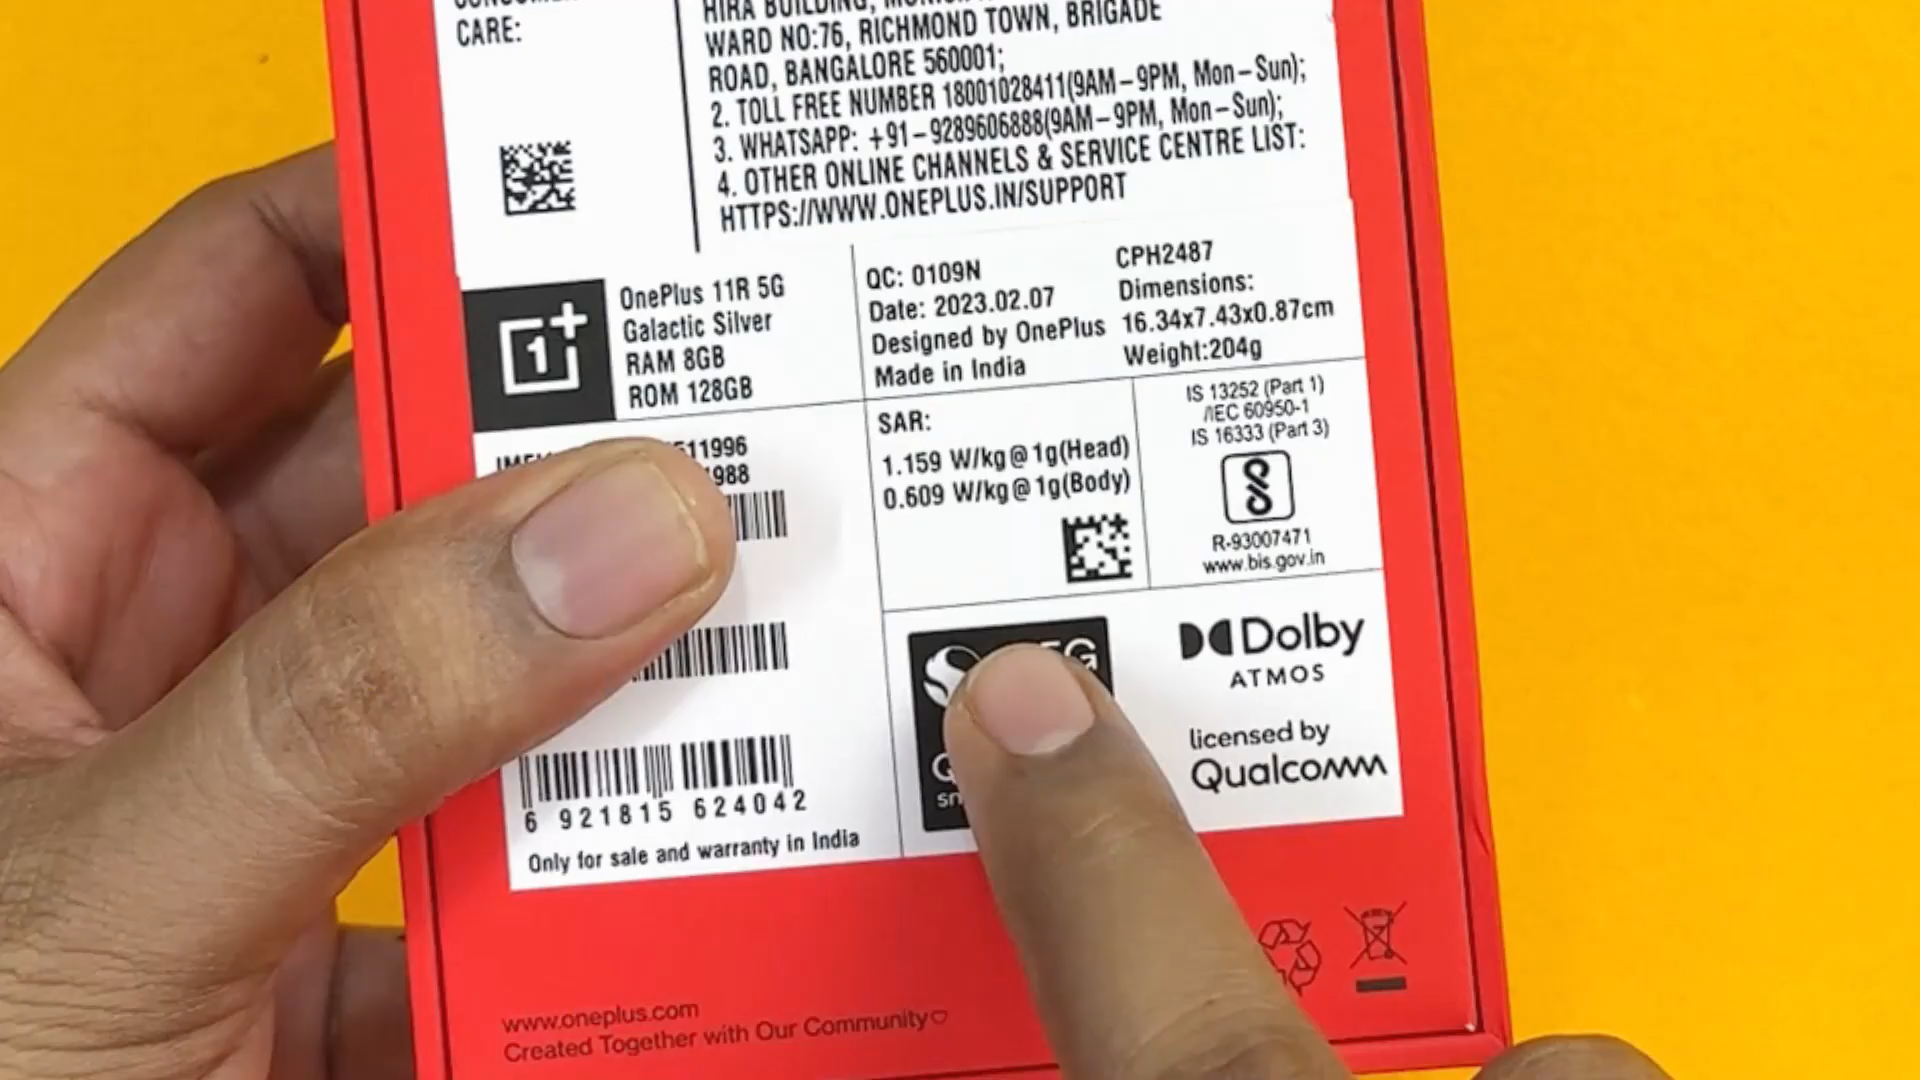 CARE:
HIRA BUILDING,
WARD NO:76, RICHMOND TOWN, BRIGADE
ROAD, BANGALORE 560001;
2. TOLL FREE NUMBER 18001028411(9AM–9PM, Mon–Sun);
3. WHATSAPP: +91–9289606888(9AM–9PM, Mon–Sun);
4. OTHER ONLINE CHANNELS & SERVICE CENTRE LIST:
HTTPS://WWW.ONEPLUS.IN/SUPPORT
OnePlus 11R 5G
Galactic Silver
RAM 8GB
ROM 128GB
QC: 0109N
Date: 2023.02.07
Designed by OnePlus
Made in India
CPH2487
Dimensions:
16.34x7.43x0.87cm
Weight:204g
511996
988
6 921815 624042
Only for sale and warranty in India
SAR:
1.159 W/kg@1g(Head)
0.609 W/kg@1g(Body)
IS 13252 (Part 1)
/IEC 60950-1
IS 16333 (Part 3)
R-93007471
www.bis.gov.in
5G
Dolby
ATMOS
licensed by
Qualcomm
www.oneplus.com
Created Together with Our Community